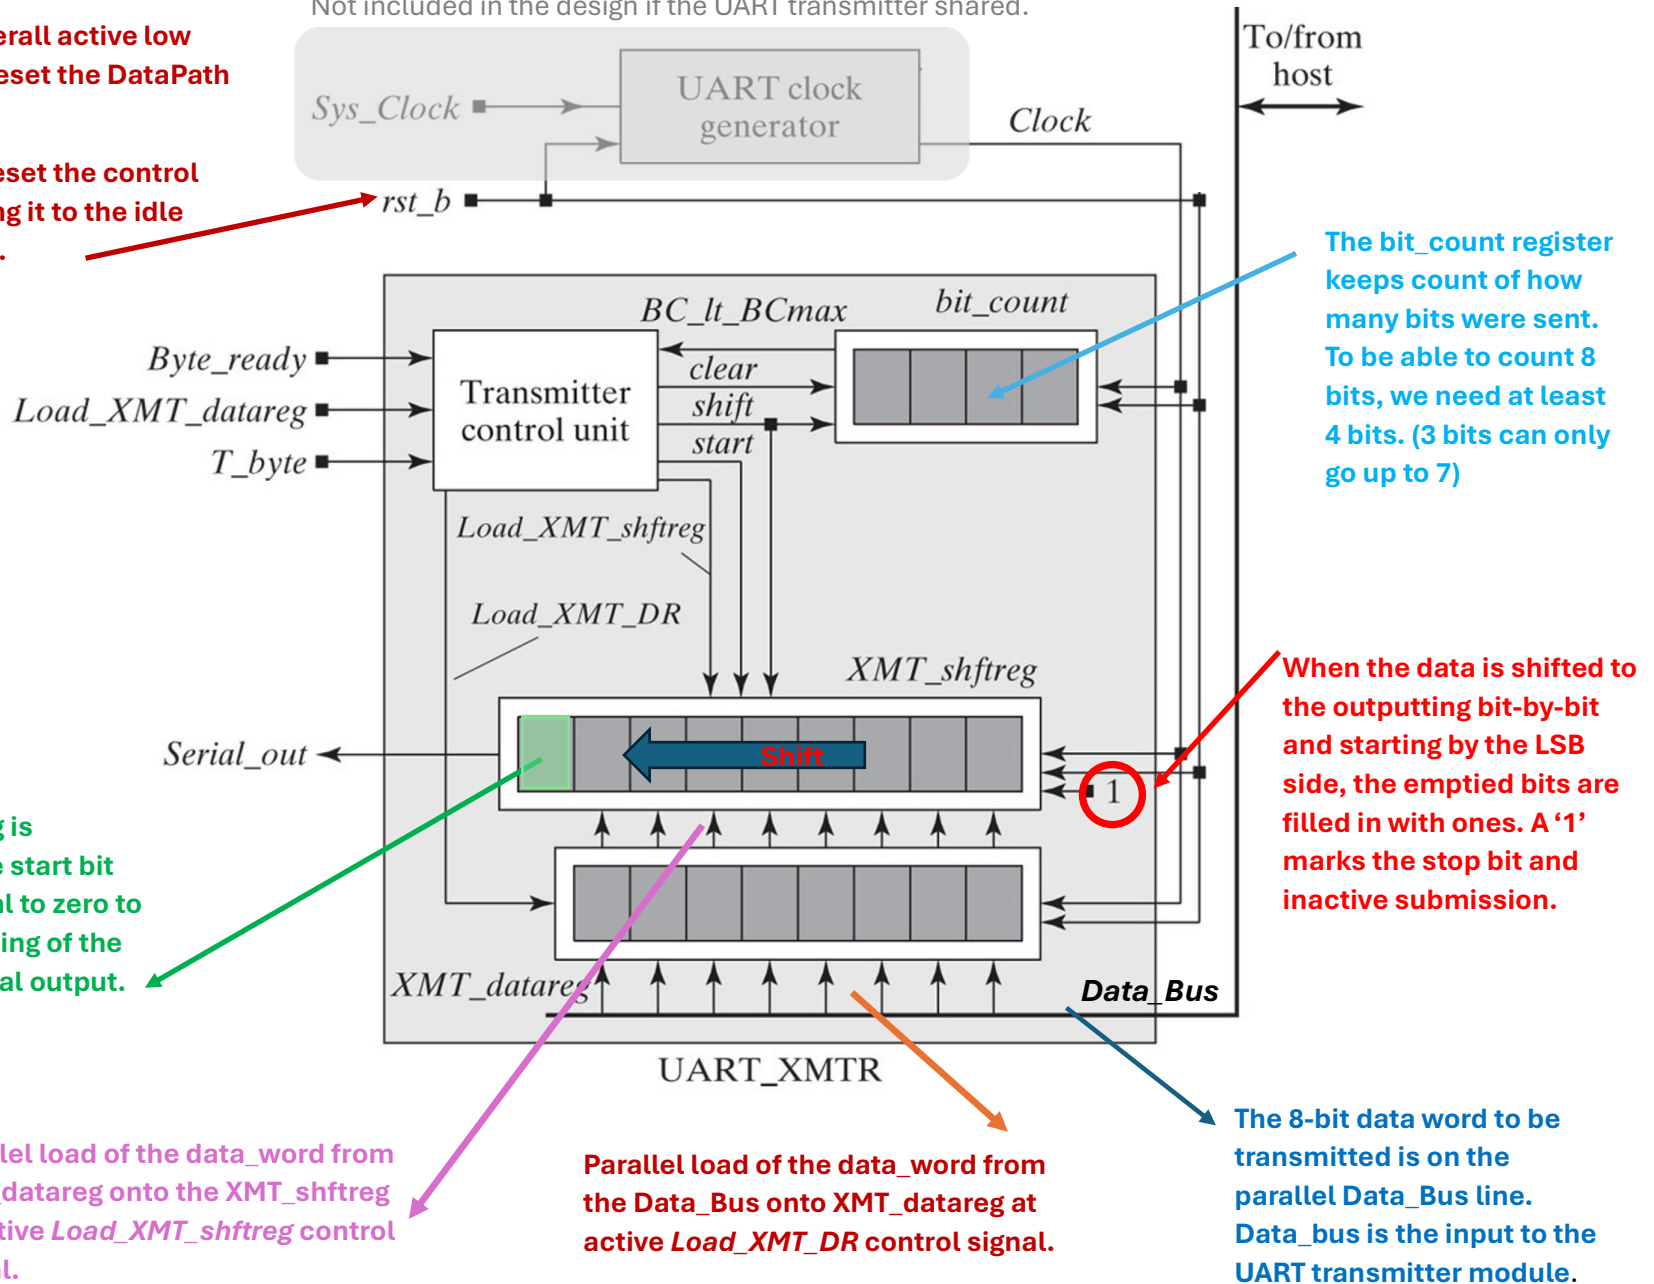 Not included in the design if the UART transmitter shared.
erall active low
eset the DataPath
eset the control
ng it to the idle
.
Sys_Clock
UART clock
generator
Clock
To/from
host
rst_b
The bit_count register
keeps count of how
many bits were sent.
To be able to count 8
bits, we need at least
4 bits. (3 bits can only
go up to 7)
BC_lt_BCmax
bit_count
Byte_ready
Load_XMT_datareg
T_byte
Transmitter
control unit
clear
shift
start
Load_XMT_shftreg
Load_XMT_DR
XMT_shftreg
Serial_out
Shift
1
When the data is shifted to
the outputting bit-by-bit
and starting by the LSB
side, the emptied bits are
filled in with ones. A ‘1’
marks the stop bit and
inactive submission.
g is
e start bit
al to zero to
ing of the
al output.
XMT_datareg
Data_Bus
UART_XMTR
llel load of the data_word from
_datareg onto the XMT_shftreg
tive Load_XMT_shftreg control
l.
Parallel load of the data_word from
the Data_Bus onto XMT_datareg at
active Load_XMT_DR control signal.
The 8-bit data word to be
transmitted is on the
parallel Data_Bus line.
Data_bus is the input to the
UART transmitter module.